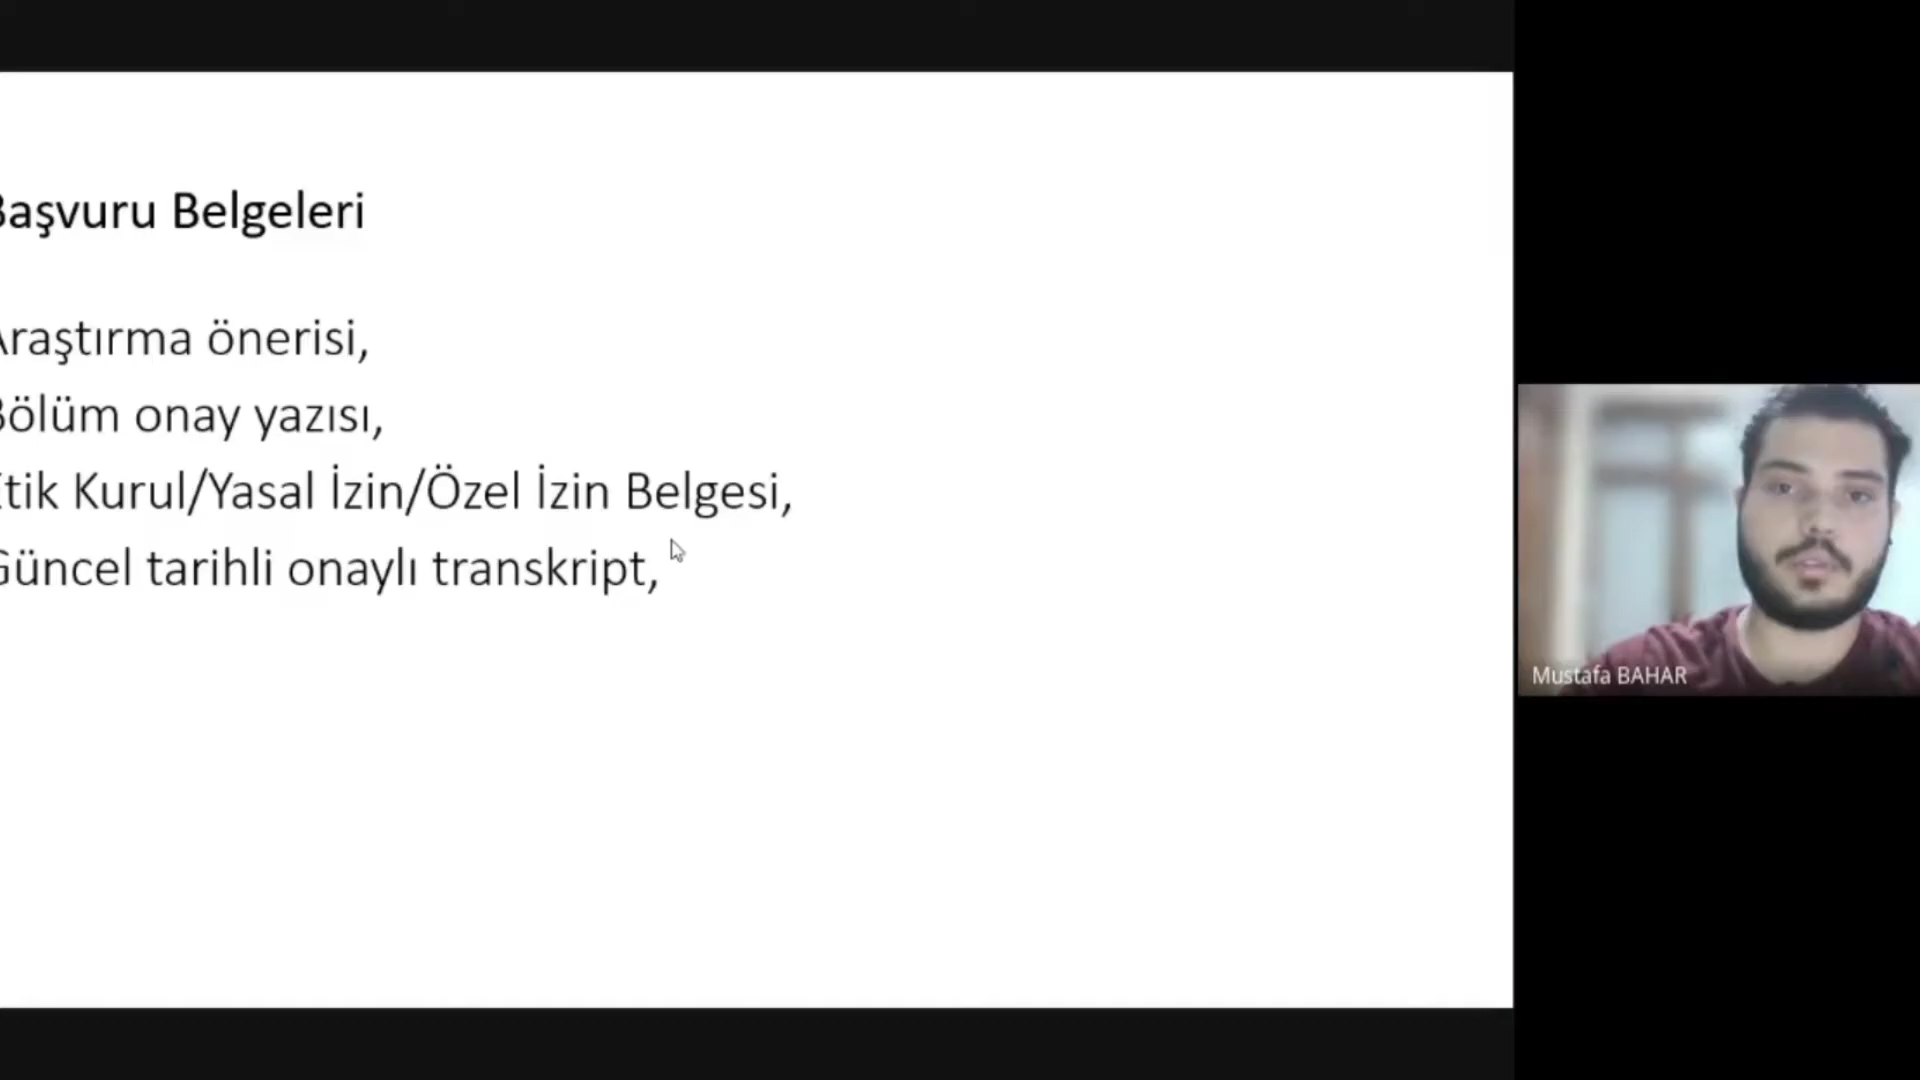 Başvuru Belgeleri
Araştırma önerisi,
Bölüm onay yazısı,
Etik Kurul/Yasal İzin/Özel İzin Belgesi,
Güncel tarihli onaylı transkript,
Mustafa BAHAR